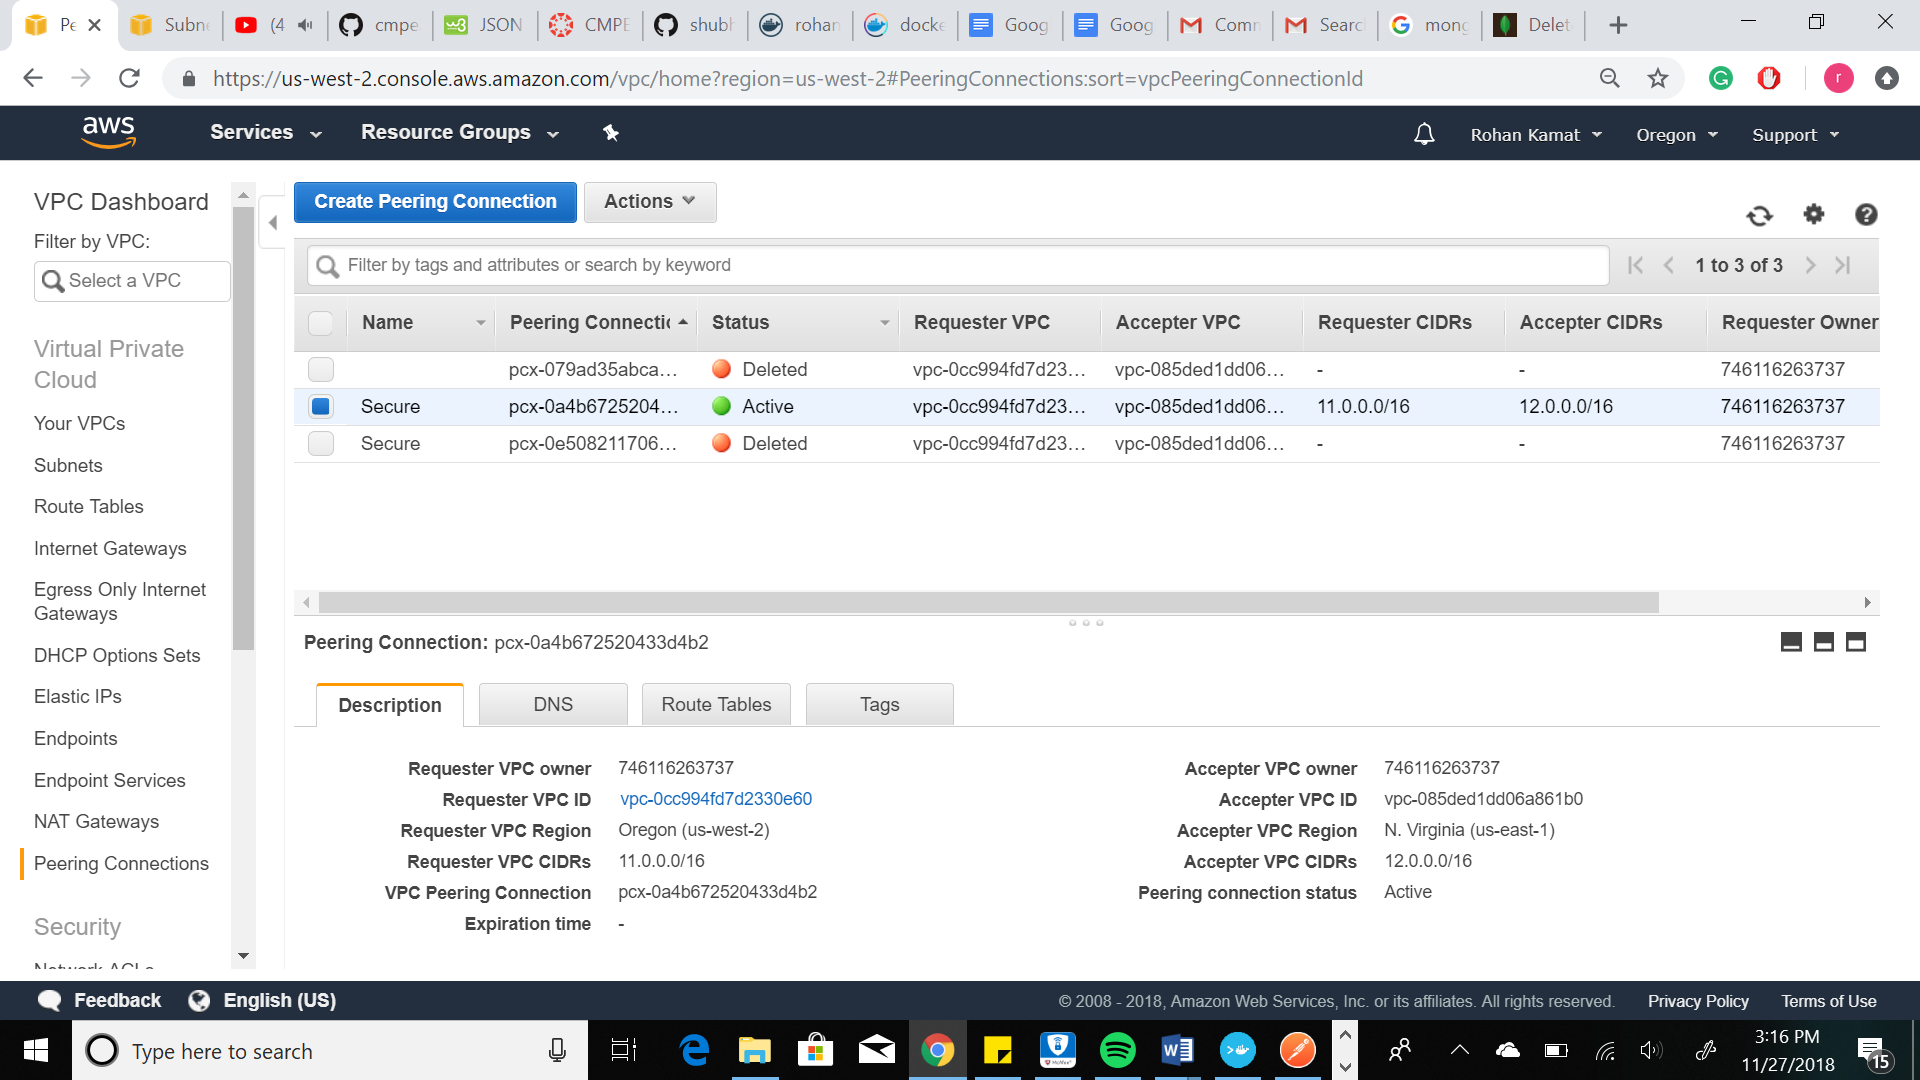 Pe
Subn
(4
cmpe
JSON
CMPE
shubl
rohan
docke
Goog
Goog
Comm
Searc
mong
Delet
https://us-west-2.console.aws.amazon.com/vpc/home?region=us-west-2#PeeringConnections:sort=vpcPeeringConnectionId
r
aws
Services
Resource Groups
Rohan Kamat
Oregon
Support
VPC Dashboard
Filter by VPC:
Select a VPC
Virtual Private
Cloud
Your VPCs
Subnets
Route Tables
Internet Gateways
Egress Only Internet
Gateways
DHCP Options Sets
Elastic IPs
Endpoints
Endpoint Services
NAT Gateways
Peering Connections
Security
Create Peering Connection
Actions
Filter by tags and attributes or search by keyword
1 to 3 of 3
Name Peering Connectic Status Requester VPC Accepter VPC Requester CIDRs Accepter CIDRs Requester Owner
pcx-079ad35abca... Deleted vpc-0cc994fd7d23... vpc-085ded1dd06... - - 746116263737
Secure pcx-0a4b6725204... Active vpc-0cc994fd7d23... vpc-085ded1dd06... 11.0.0.0/16 12.0.0.0/16 746116263737
Secure pcx-0e508211706... Deleted vpc-0cc994fd7d23... vpc-085ded1dd06... - - 746116263737
Peering Connection: pcx-0a4b672520433d4b2
Description
DNS
Route Tables
Tags
Requester VPC owner 746116263737
Requester VPC ID vpc-0cc994fd7d2330e60
Requester VPC Region Oregon (us-west-2)
Requester VPC CIDRs 11.0.0.0/16
VPC Peering Connection pcx-0a4b672520433d4b2
Expiration time -
Accepter VPC owner 746116263737
Accepter VPC ID vpc-085ded1dd06a861b0
Accepter VPC Region N. Virginia (us-east-1)
Accepter VPC CIDRs 12.0.0.0/16
Peering connection status Active
Feedback
English (US)
© 2008 - 2018, Amazon Web Services, Inc. or its affiliates. All rights reserved.
Privacy Policy
Terms of Use
Type here to search
3:16 PM
11/27/2018
15